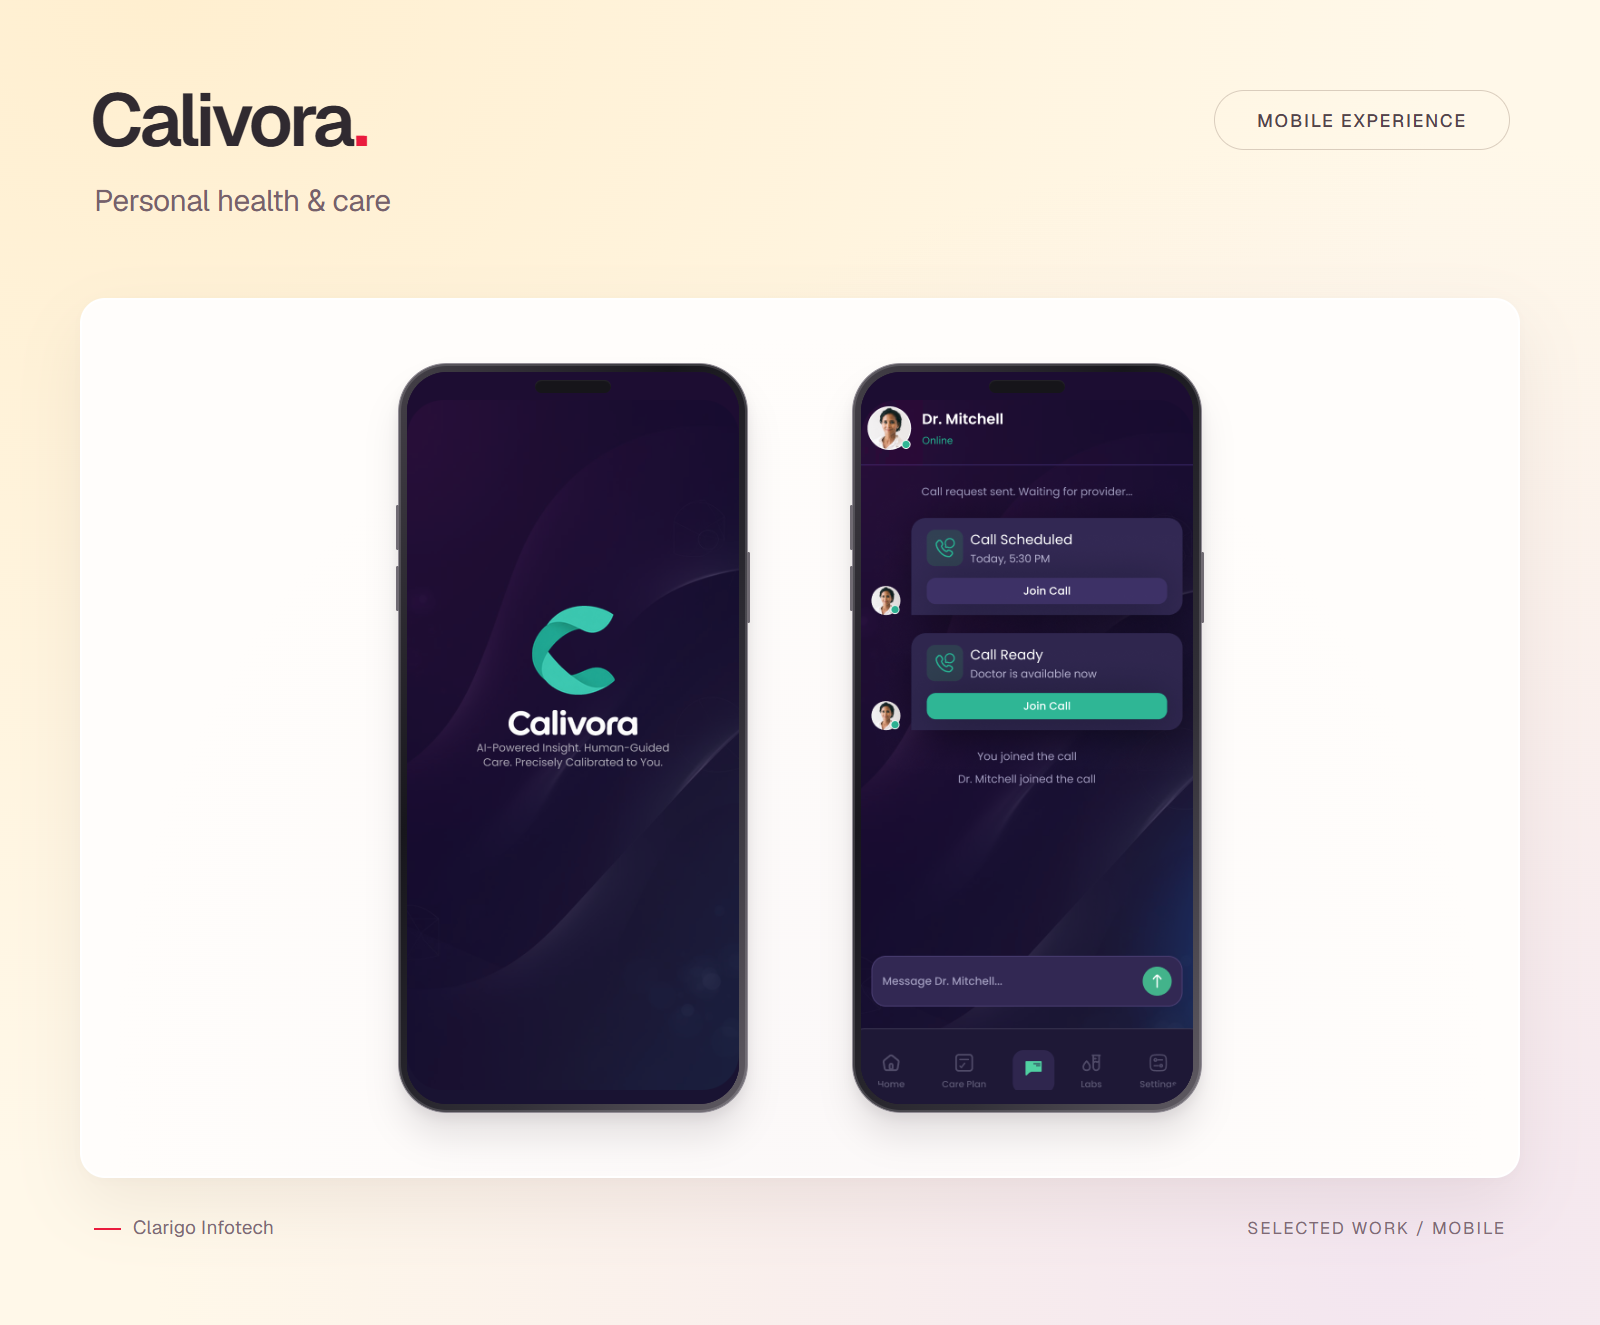 Calivora.
MOBILE EXPERIENCE
Personal health & care
Calivora
AI-Powered Insight. Human-Guided
Care. Precisely Calibrated to You.
Dr. Mitchell
Online
Call request sent. Waiting for provider...
Call Scheduled
Today, 5:30 PM
Join Call
Call Ready
Doctor is available now
Join Call
You joined the call
Dr. Mitchell joined the call
Message Dr. Mitchell...
Home
Care Plan
Labs
Settings
Clarigo Infotech
SELECTED WORK / MOBILE